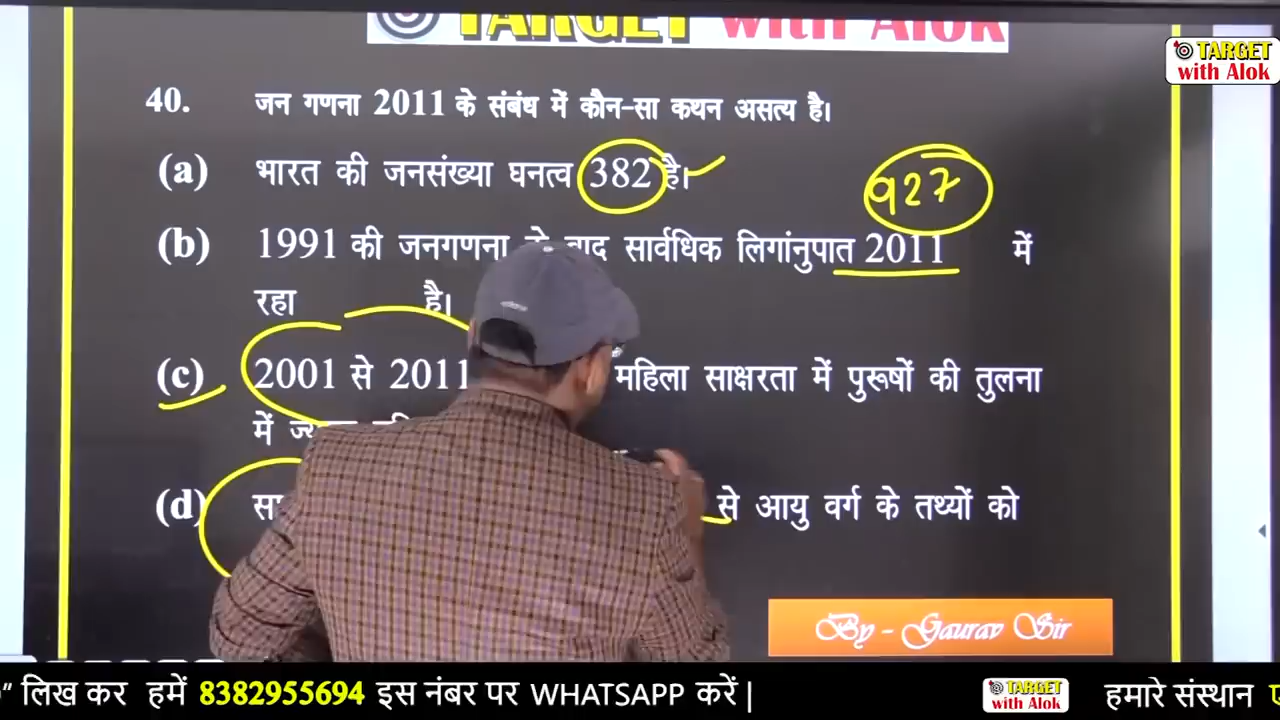 TARGET with Alok
TARGET
with Alok
40. जन गणना 2011 के संबंध में कौन-सा कथन असत्य है।
(a) भारत की जनसंख्या घनत्व 382 है।
927
(b) 1991 की जनगणना के बाद सार्वधिक लिगांनुपात 2011 में
रहा है।
(c) 2001 से 2011 महिला साक्षरता में पुरूषों की तुलना
में
(d) से आयु वर्ग के तथ्यों को
By - Gaurav Sir
" लिख कर हमें 8382955694 इस नंबर पर WHATSAPP करें |
TARGET
with Alok
हमारे संस्थान